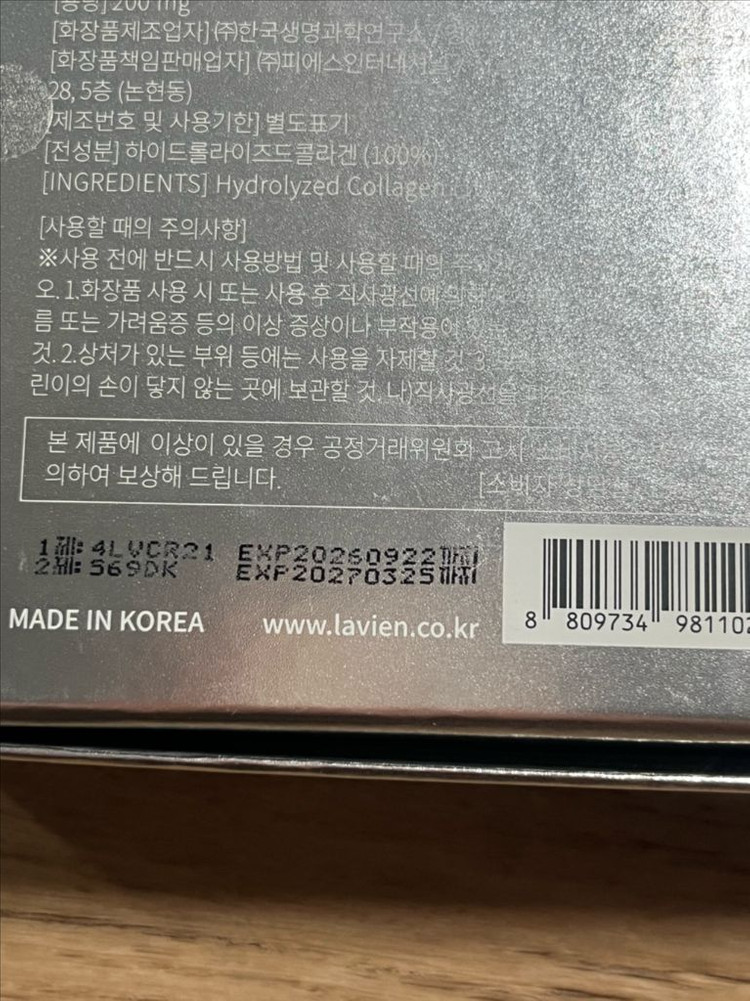 [용량] 200 mg
[화장품제조업자] (주)한국생명과학연구소 /
[화장품책임판매업자] (주)피에스인터내셔널
28, 5층 (논현동)
[제조번호 및 사용기한] 별도표기
[전성분] 하이드롤라이즈드콜라겐 (100%)
[INGREDIENTS] Hydrolyzed Collagen
[사용할 때의 주의사항]
※사용 전에 반드시 사용방법 및 사용할 때의
오. 1.화장품 사용 시 또는 사용 후 직사광선에
름 또는 가려움증 등의 이상 증상이나 부작용이
것. 2.상처가 있는 부위 등에는 사용을 자제할 것. 3.
린이의 손이 닿지 않는 곳에 보관할 것. 나)직사광선을
본 제품에 이상이 있을 경우 공정거래위원회 고시
의하여 보상해 드립니다.
[소비자
1제: 4LVCR21 EXP20260922까지
2제: 569DK EXP20270325까지
MADE IN KOREA www.lavien.co.kr
8 809734 981102